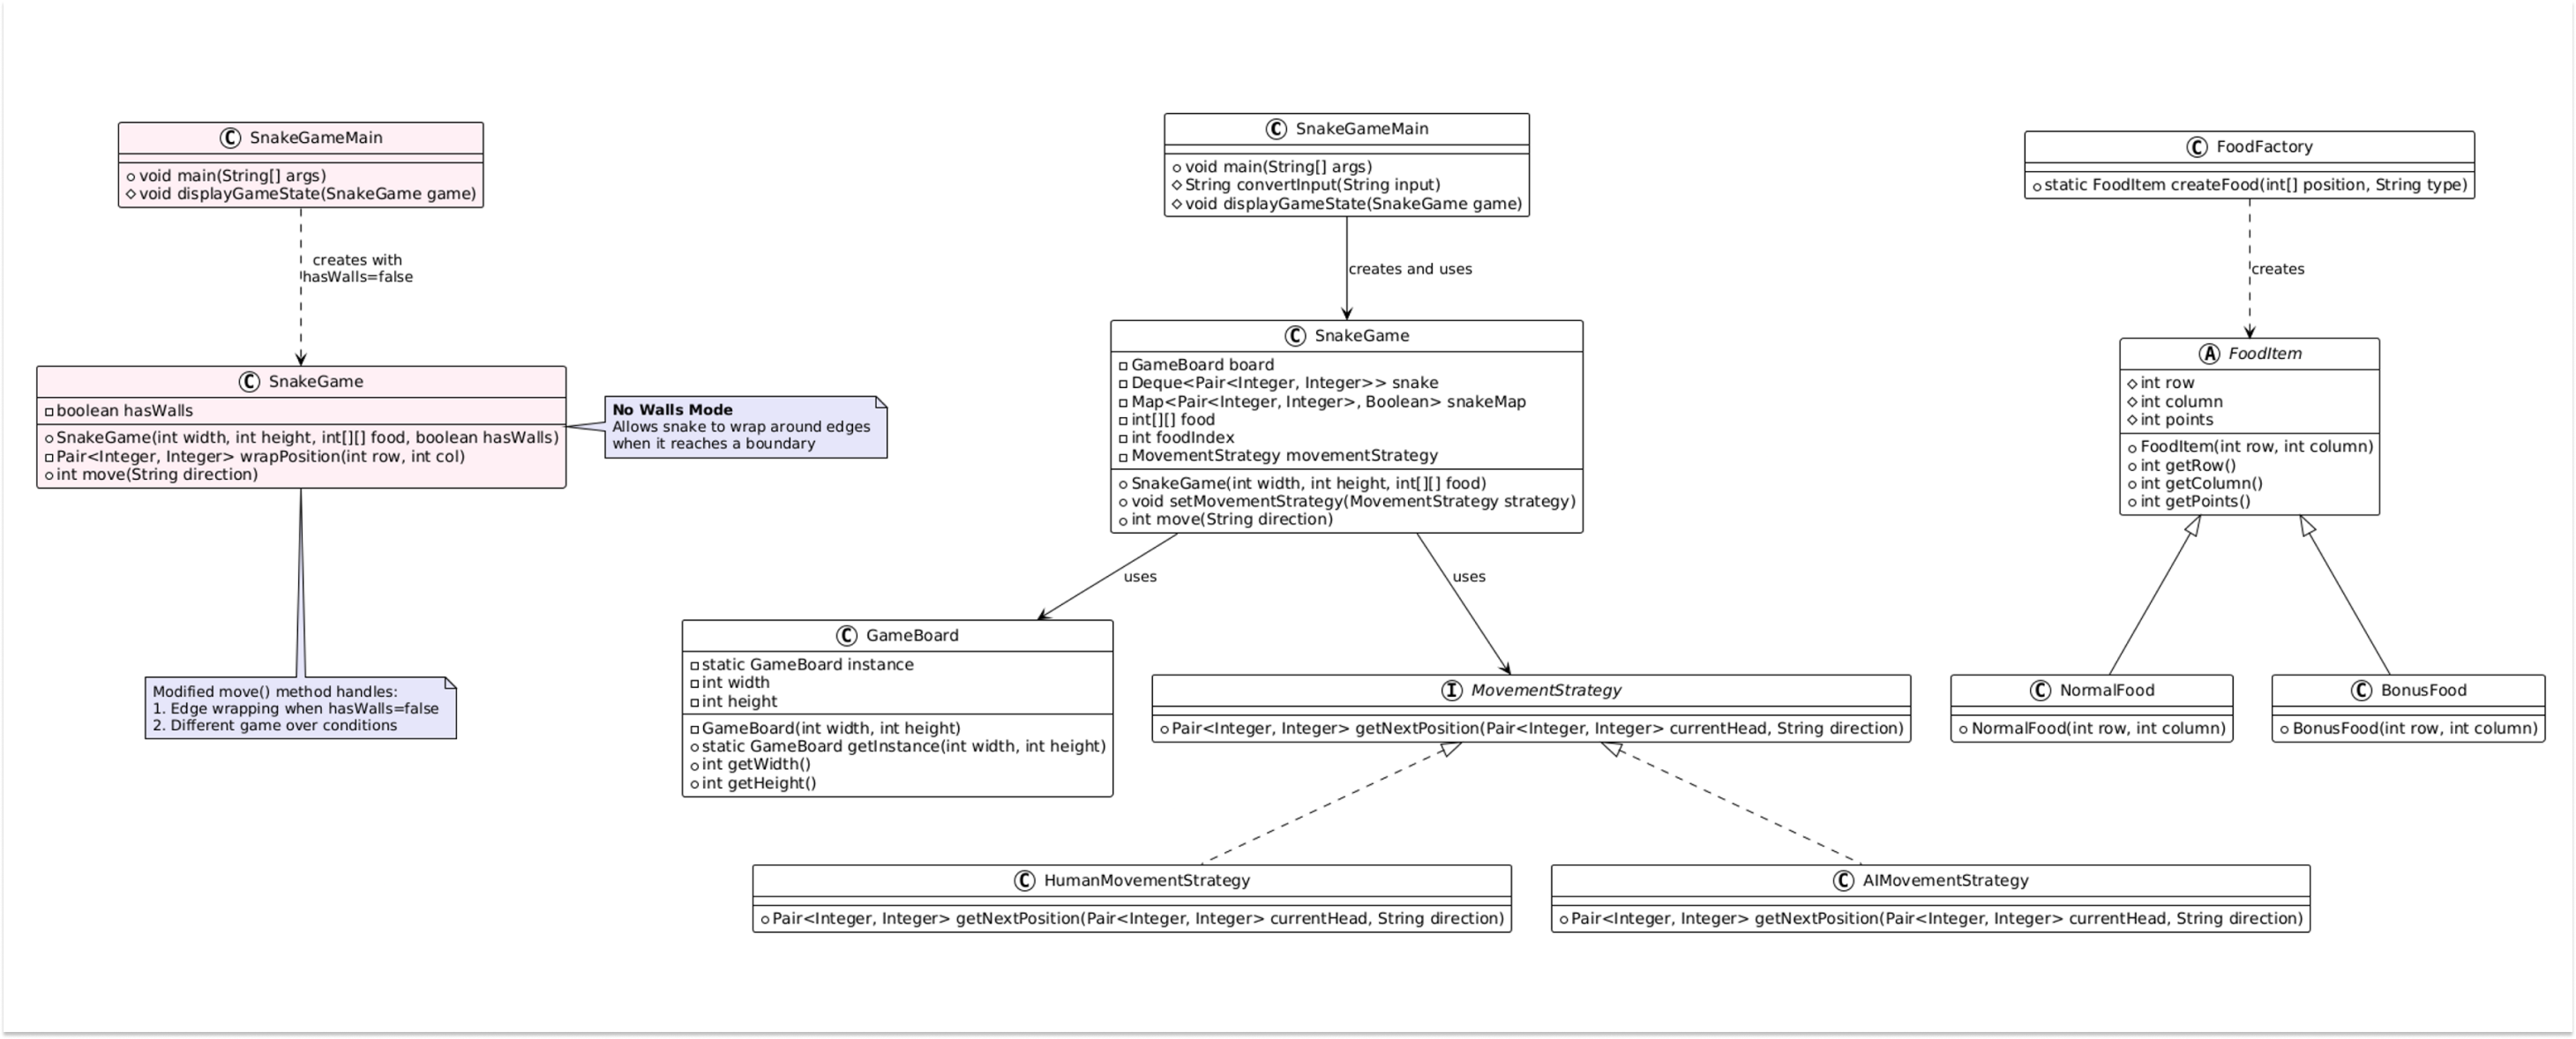 C SnakeGameMain
void main(String[] args)
void displayGameState(SnakeGame game)
creates with
hasWalls=false
C SnakeGame
boolean hasWalls
SnakeGame(int width, int height, int[][] food, boolean hasWalls)
Pair<Integer, Integer> wrapPosition(int row, int col)
int move(String direction)
No Walls Mode
Allows snake to wrap around edges
when it reaches a boundary
Modified move() method handles:
1. Edge wrapping when hasWalls=false
2. Different game over conditions
C SnakeGameMain
void main(String[] args)
String convertInput(String input)
void displayGameState(SnakeGame game)
creates and uses
C SnakeGame
GameBoard board
Deque<Pair<Integer, Integer>> snake
Map<Pair<Integer, Integer>, Boolean> snakeMap
int[][] food
int foodIndex
MovementStrategy movementStrategy
SnakeGame(int width, int height, int[][] food)
void setMovementStrategy(MovementStrategy strategy)
int move(String direction)
uses
uses
C GameBoard
static GameBoard instance
int width
int height
GameBoard(int width, int height)
static GameBoard getInstance(int width, int height)
int getWidth()
int getHeight()
I MovementStrategy
Pair<Integer, Integer> getNextPosition(Pair<Integer, Integer> currentHead, String direction)
C HumanMovementStrategy
Pair<Integer, Integer> getNextPosition(Pair<Integer, Integer> currentHead, String direction)
C AIMovementStrategy
Pair<Integer, Integer> getNextPosition(Pair<Integer, Integer> currentHead, String direction)
C FoodFactory
static FoodItem createFood(int[] position, String type)
creates
A FoodItem
int row
int column
int points
FoodItem(int row, int column)
int getRow()
int getColumn()
int getPoints()
C NormalFood
NormalFood(int row, int column)
C BonusFood
BonusFood(int row, int column)